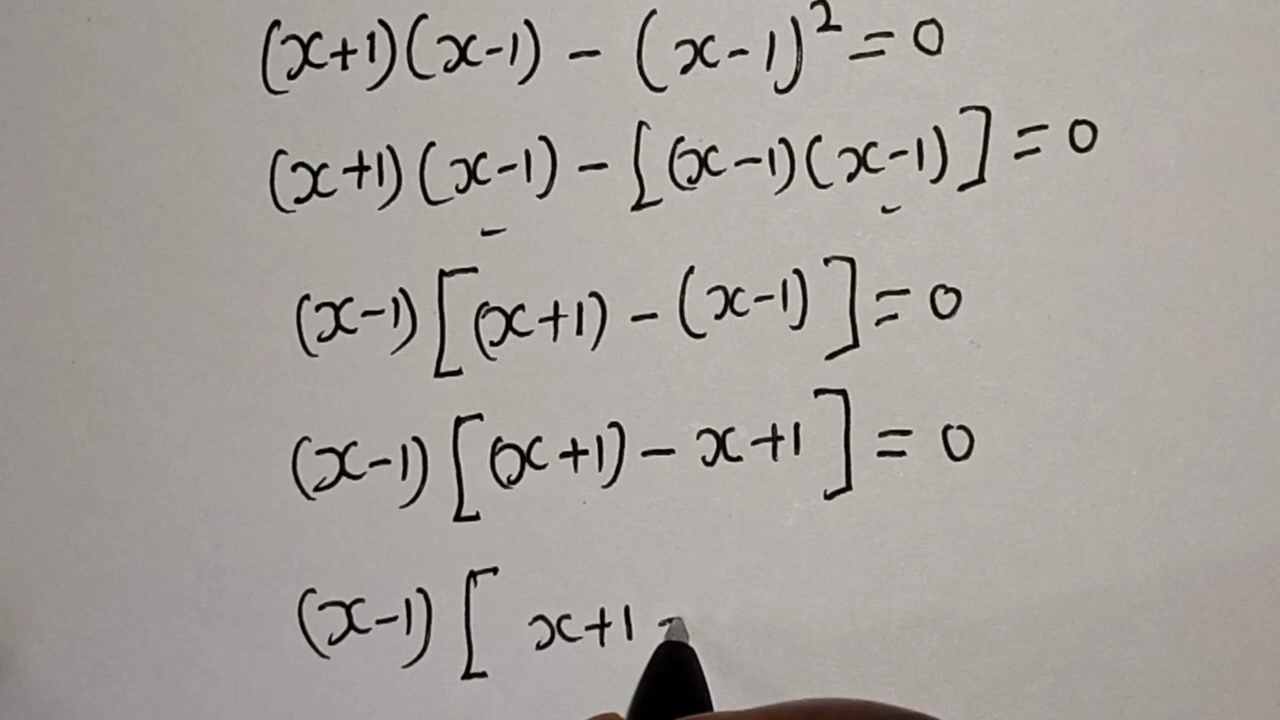 (x+1)(x-1) - (x-1)² = 0
(x+1)(x-1) - [(x-1)(x-1)] = 0
(x-1)[(x+1) - (x-1)] = 0
(x-1)[(x+1) - x+1] = 0
(x-1)[ x+1 -